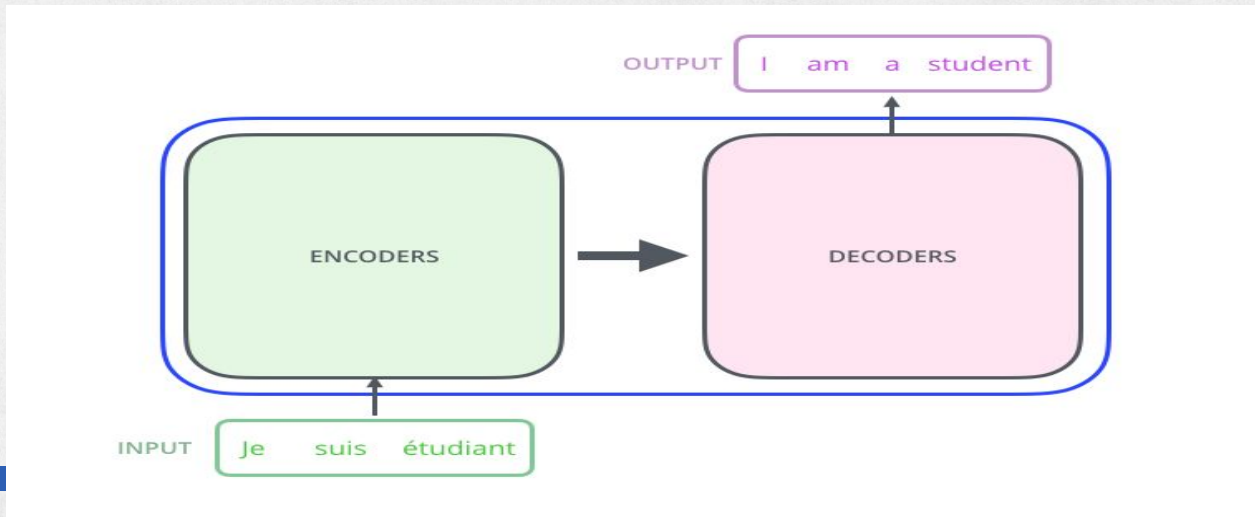 OUTPUT I am a student
ENCODERS DECODERS
INPUT Je suis étudiant